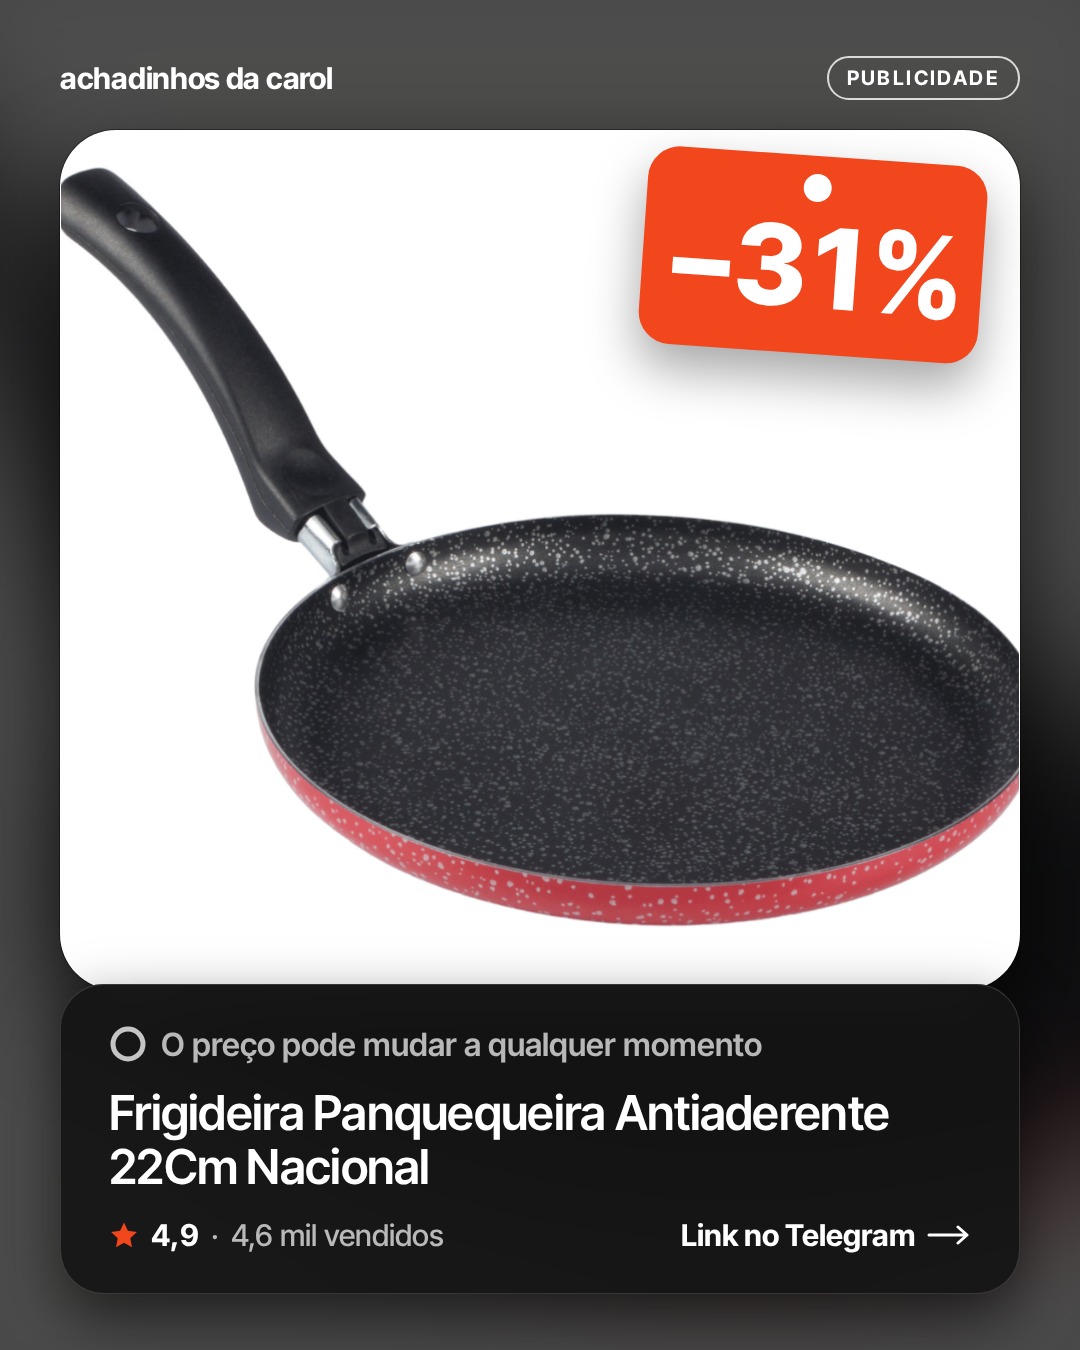 achadinhos da carol
PUBLICIDADE
–31%
O preço pode mudar a qualquer momento
Frigideira Panquequeira Antiaderente
22Cm Nacional
4,9 · 4,6 mil vendidos
Link no Telegram →